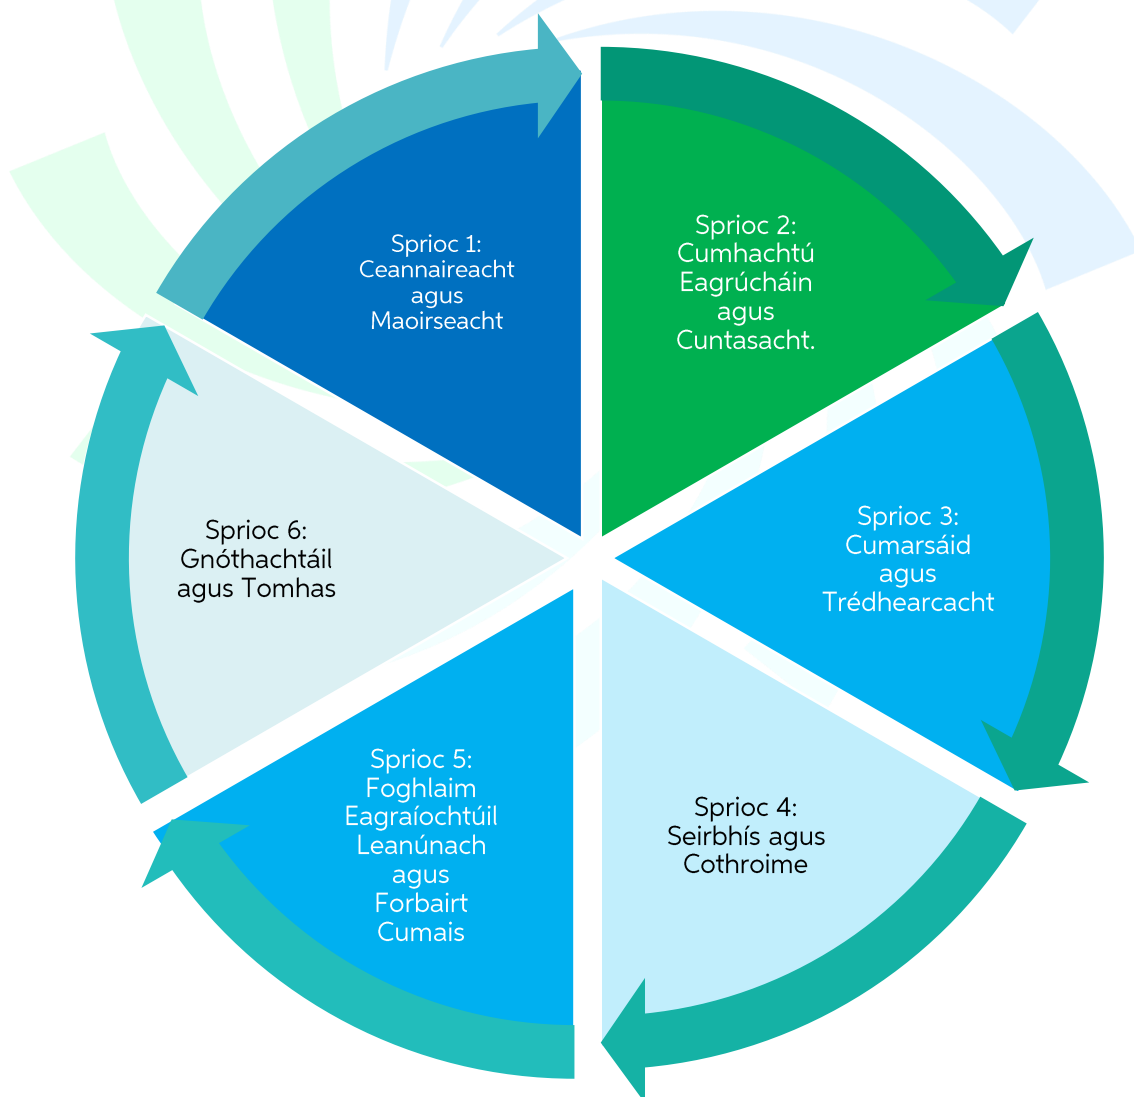 Sprioc 1:
Ceannaireacht
agus
Maoirseacht
Sprioc 2:
Cumhachtú
Eagrúcháin
agus
Cuntasacht.
Sprioc 3:
Cumarsáid
agus
Trédhearcacht
Sprioc 4:
Seirbhís agus
Cothroime
Sprioc 5:
Foghlaim
Eagraíochtúil
Leanúnach
agus
Forbairt
Cumais
Sprioc 6:
Gnóthachtáil
agus Tomhas